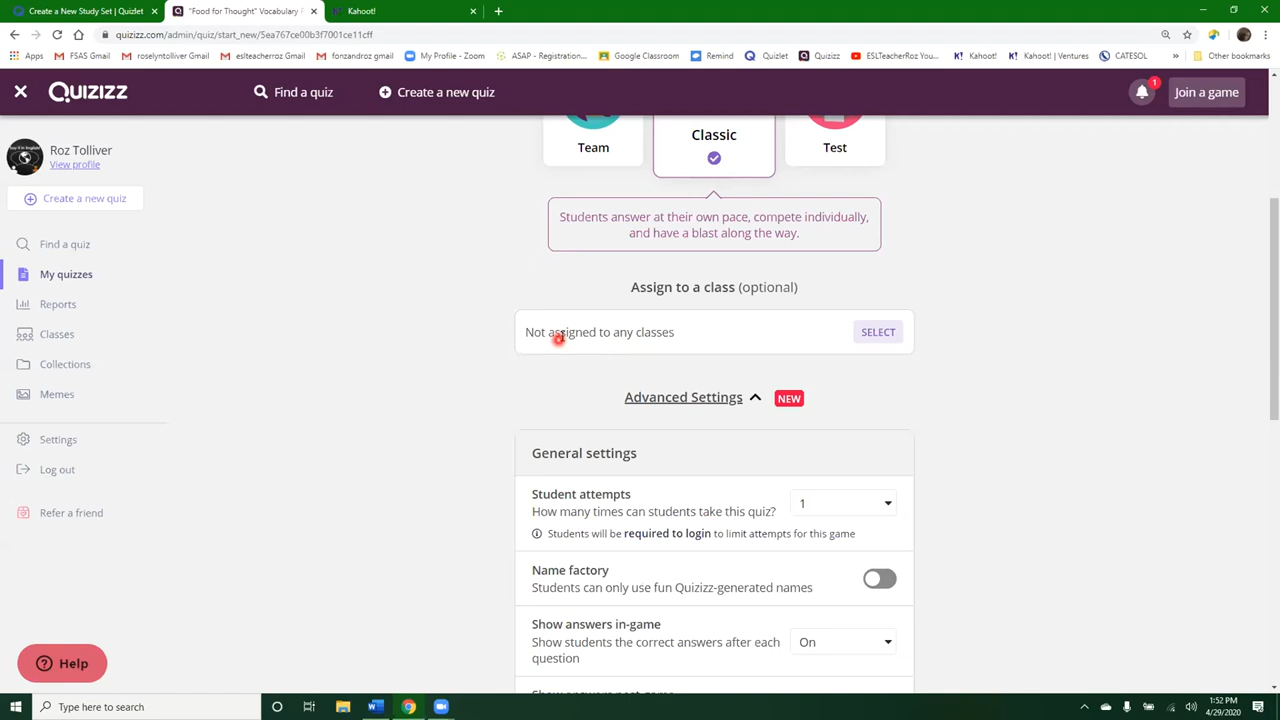 Create a New Study Set | Quizlet
"Food for Thought" Vocabulary F
Kahoot!
quizizz.com/admin/quiz/start_new/5ea767ce00b3f7001ce11cff
Apps
FSAS Gmail
roselyntolliver Gmail
eslteacherroz Gmail
fonzandroz gmail
My Profile - Zoom
ASAP - Registration...
Google Classroom
Remind
Quizlet
Quizizz
ESLTeacherRoz You...
Kahoot!
Kahoot! | Ventures
CATESOL
»
Other bookmarks
Quizizz
Find a quiz
Create a new quiz
1
Join a game
Roz Tolliver
View profile
Create a new quiz
Find a quiz
My quizzes
Reports
Classes
Collections
Memes
Settings
Log out
Refer a friend
Help
Team
Classic
Test
Students answer at their own pace, compete individually,
and have a blast along the way.
Assign to a class (optional)
Not assigned to any classes
SELECT
Advanced Settings
NEW
General settings
Student attempts
How many times can students take this quiz?
1
Students will be required to login to limit attempts for this game
Name factory
Students can only use fun Quizizz-generated names
Show answers in-game
Show students the correct answers after each
question
On
Show answers post-game
Type here to search
1:52 PM
4/29/2020